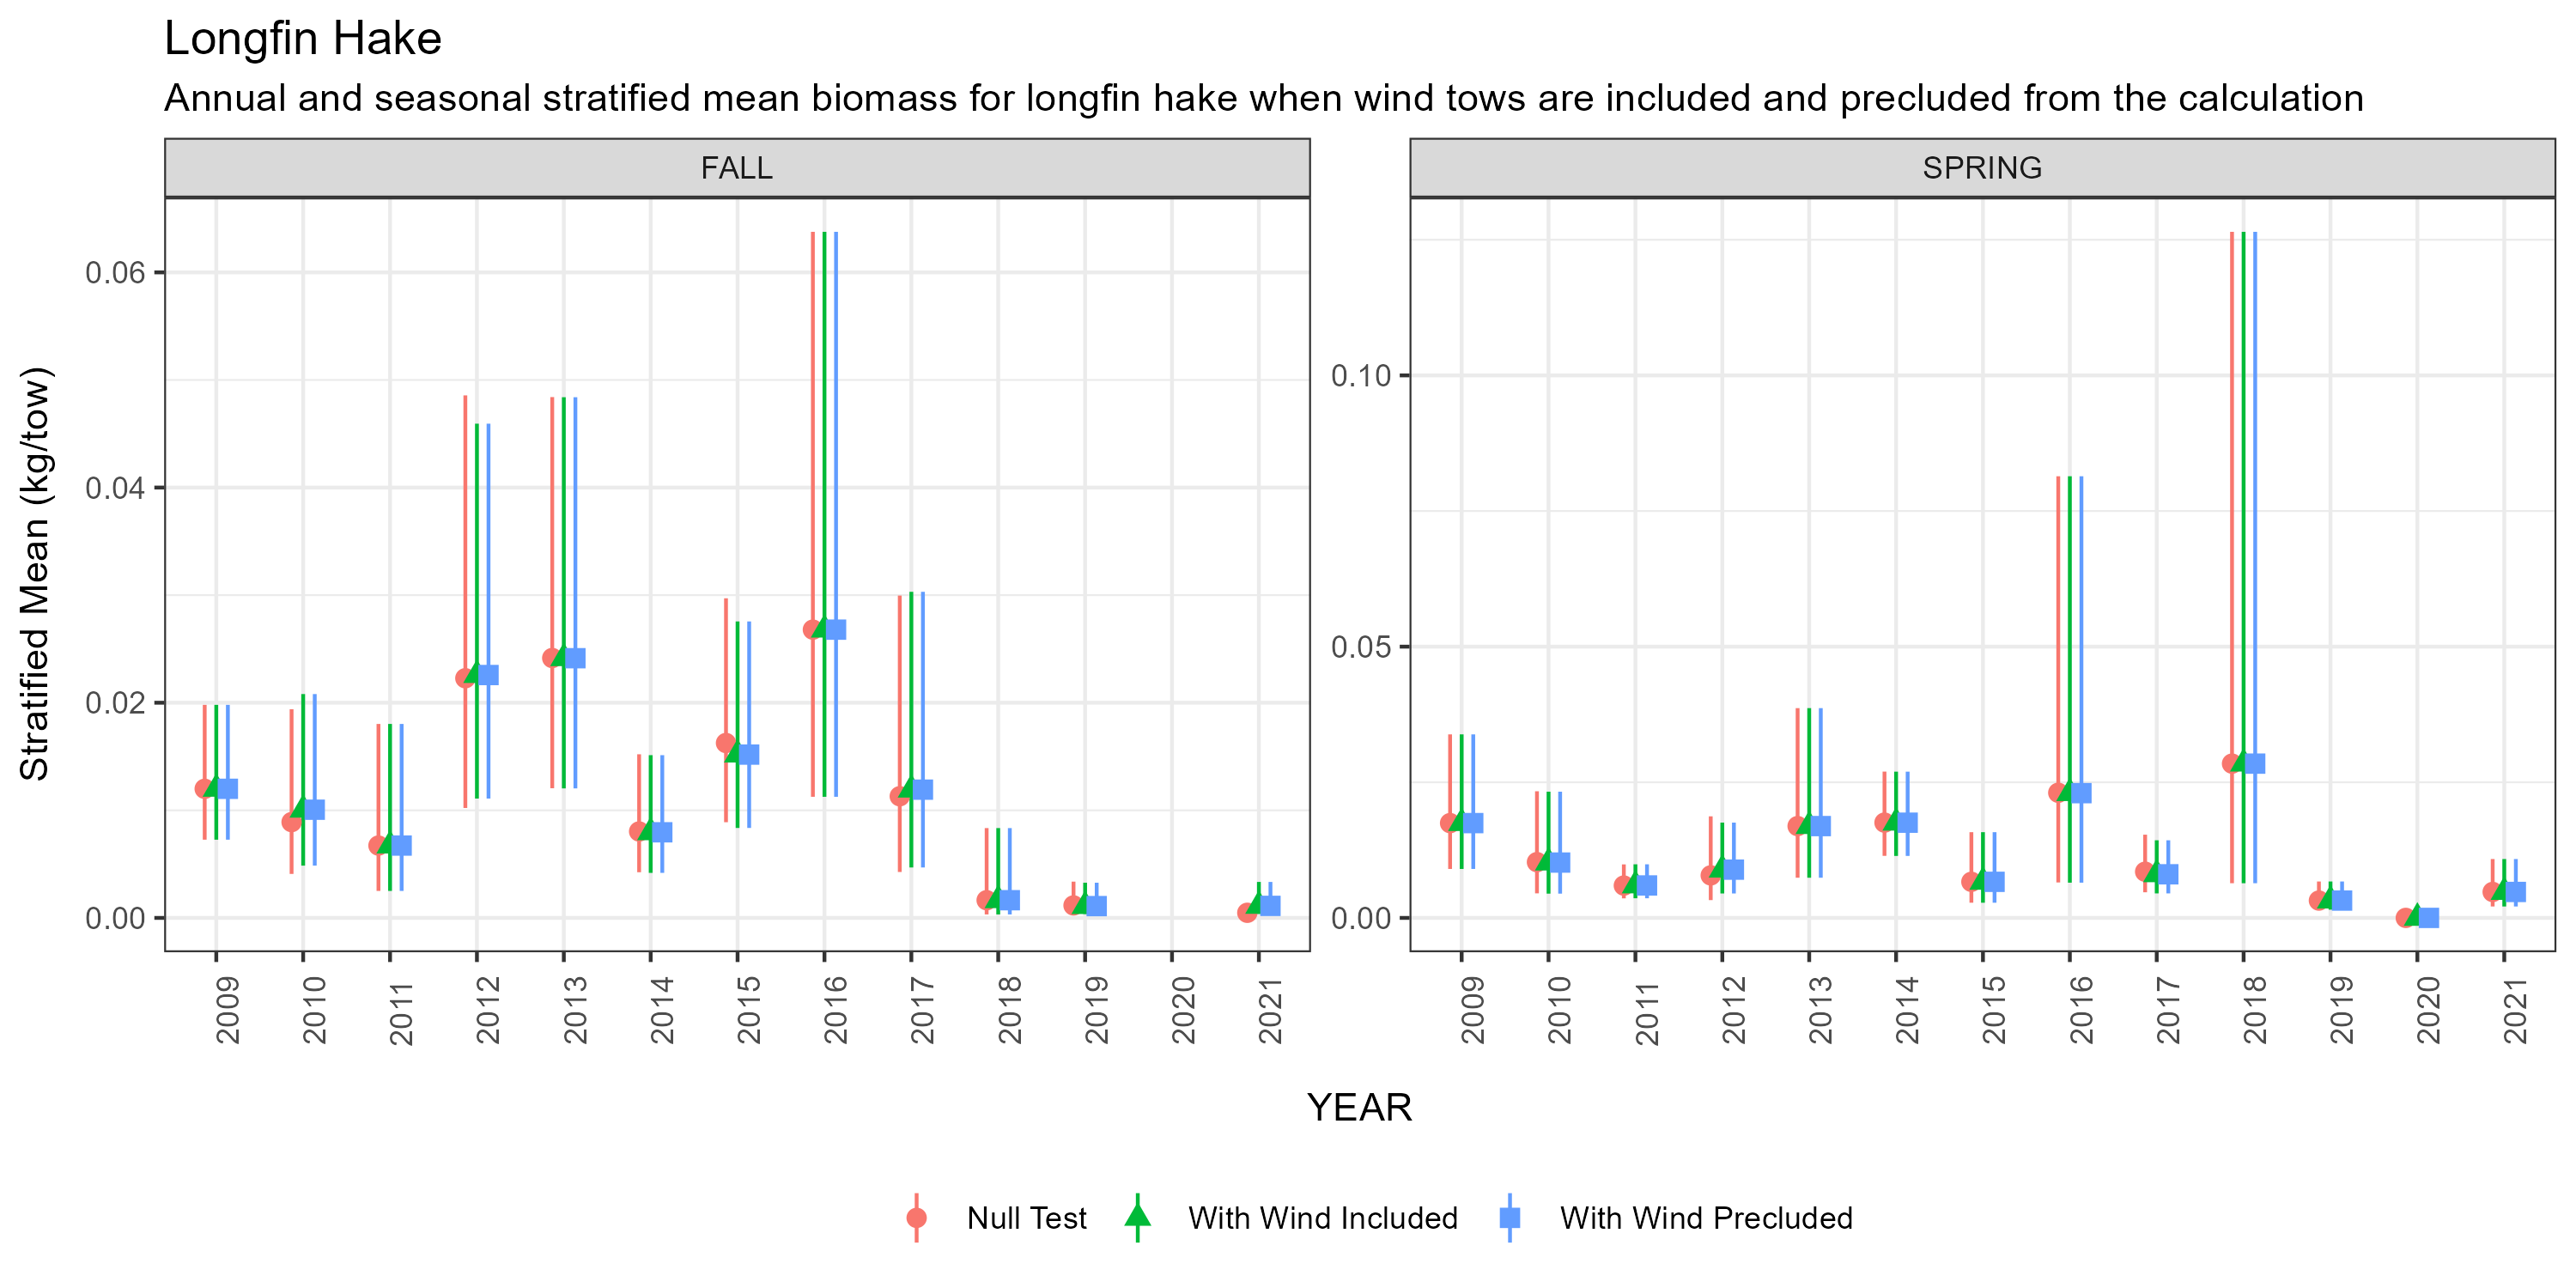 Longfin Hake
Annual and seasonal stratified mean biomass for longfin hake when wind tows are included and precluded from the calculation
FALL
SPRING
Stratified Mean (kg/tow)
0.06
0.04
0.02
0.00
0.10
0.05
0.00
2009 2010 2011 2012 2013 2014 2015 2016 2017 2018 2019 2020 2021
2009 2010 2011 2012 2013 2014 2015 2016 2017 2018 2019 2020 2021
YEAR
Null Test With Wind Included With Wind Precluded